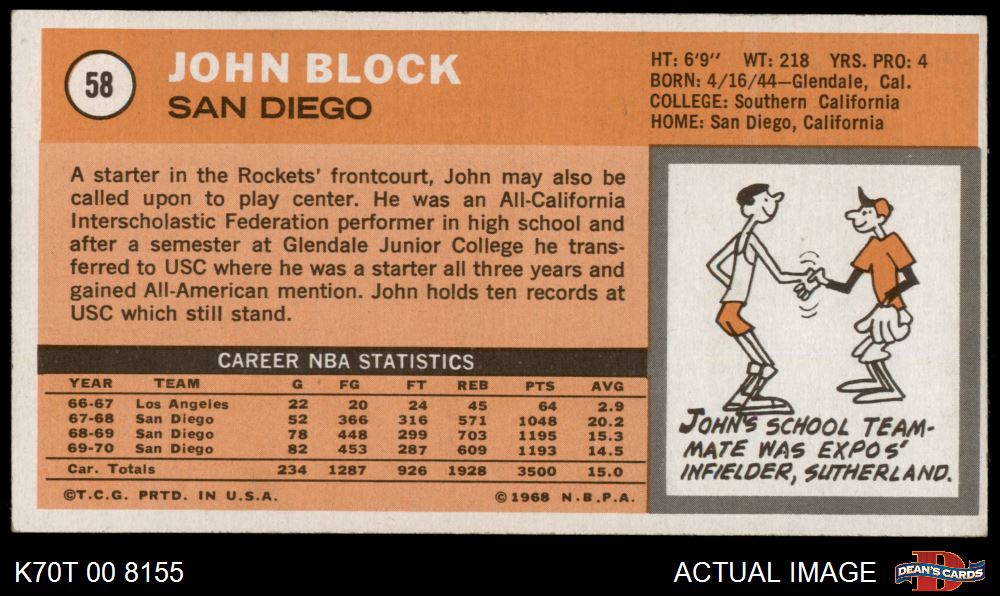 58
JOHN BLOCK
SAN DIEGO
HT: 6'9" WT: 218 YRS. PRO: 4
BORN: 4/16/44—Glendale, Cal.
COLLEGE: Southern California
HOME: San Diego, California
A starter in the Rockets' frontcourt, John may also be
called upon to play center. He was an All-California
Interscholastic Federation performer in high school and
after a semester at Glendale Junior College he trans-
ferred to USC where he was a starter all three years and
gained All-American mention. John holds ten records at
USC which still stand.
CAREER NBA STATISTICS
YEAR TEAM G FG FT REB PTS AVG
66-67 Los Angeles 22 20 24 45 64 2.9
67-68 San Diego 52 366 316 571 1048 20.2
68-69 San Diego 78 448 299 703 1195 15.3
69-70 San Diego 82 453 287 609 1193 14.5
Car. Totals 234 1287 926 1928 3500 15.0
©T.C.G. PRTD. IN U.S.A. ©1968 N.B.P.A.
JOHN'S SCHOOL TEAM-
MATE WAS EXPOS'
INFIELDER, SUTHERLAND.
K70T 00 8155
ACTUAL IMAGE
D
DEAN'S CARDS